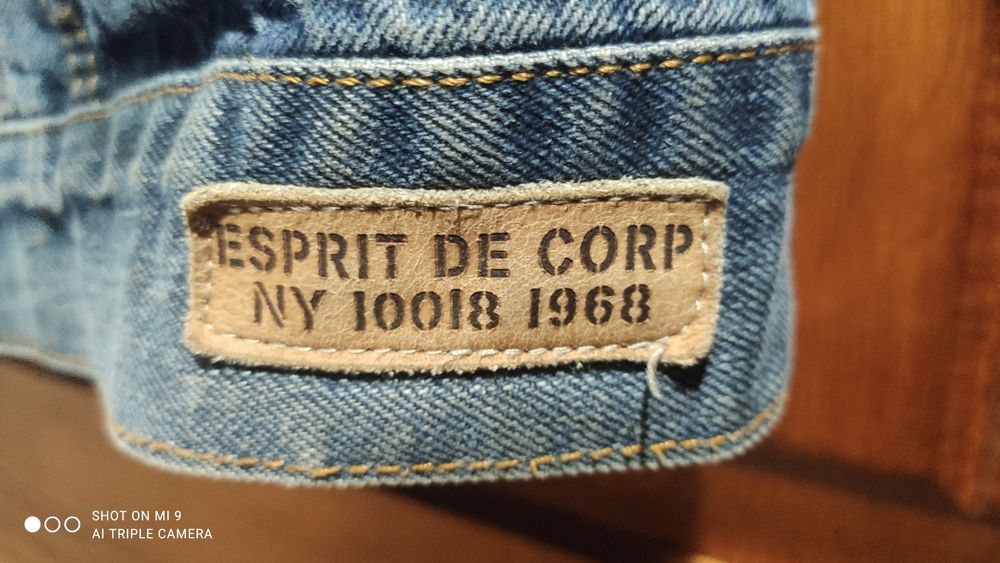 ESPRIT DE CORP
NY 10018 1968
SHOT ON MI 9
AI TRIPLE CAMERA